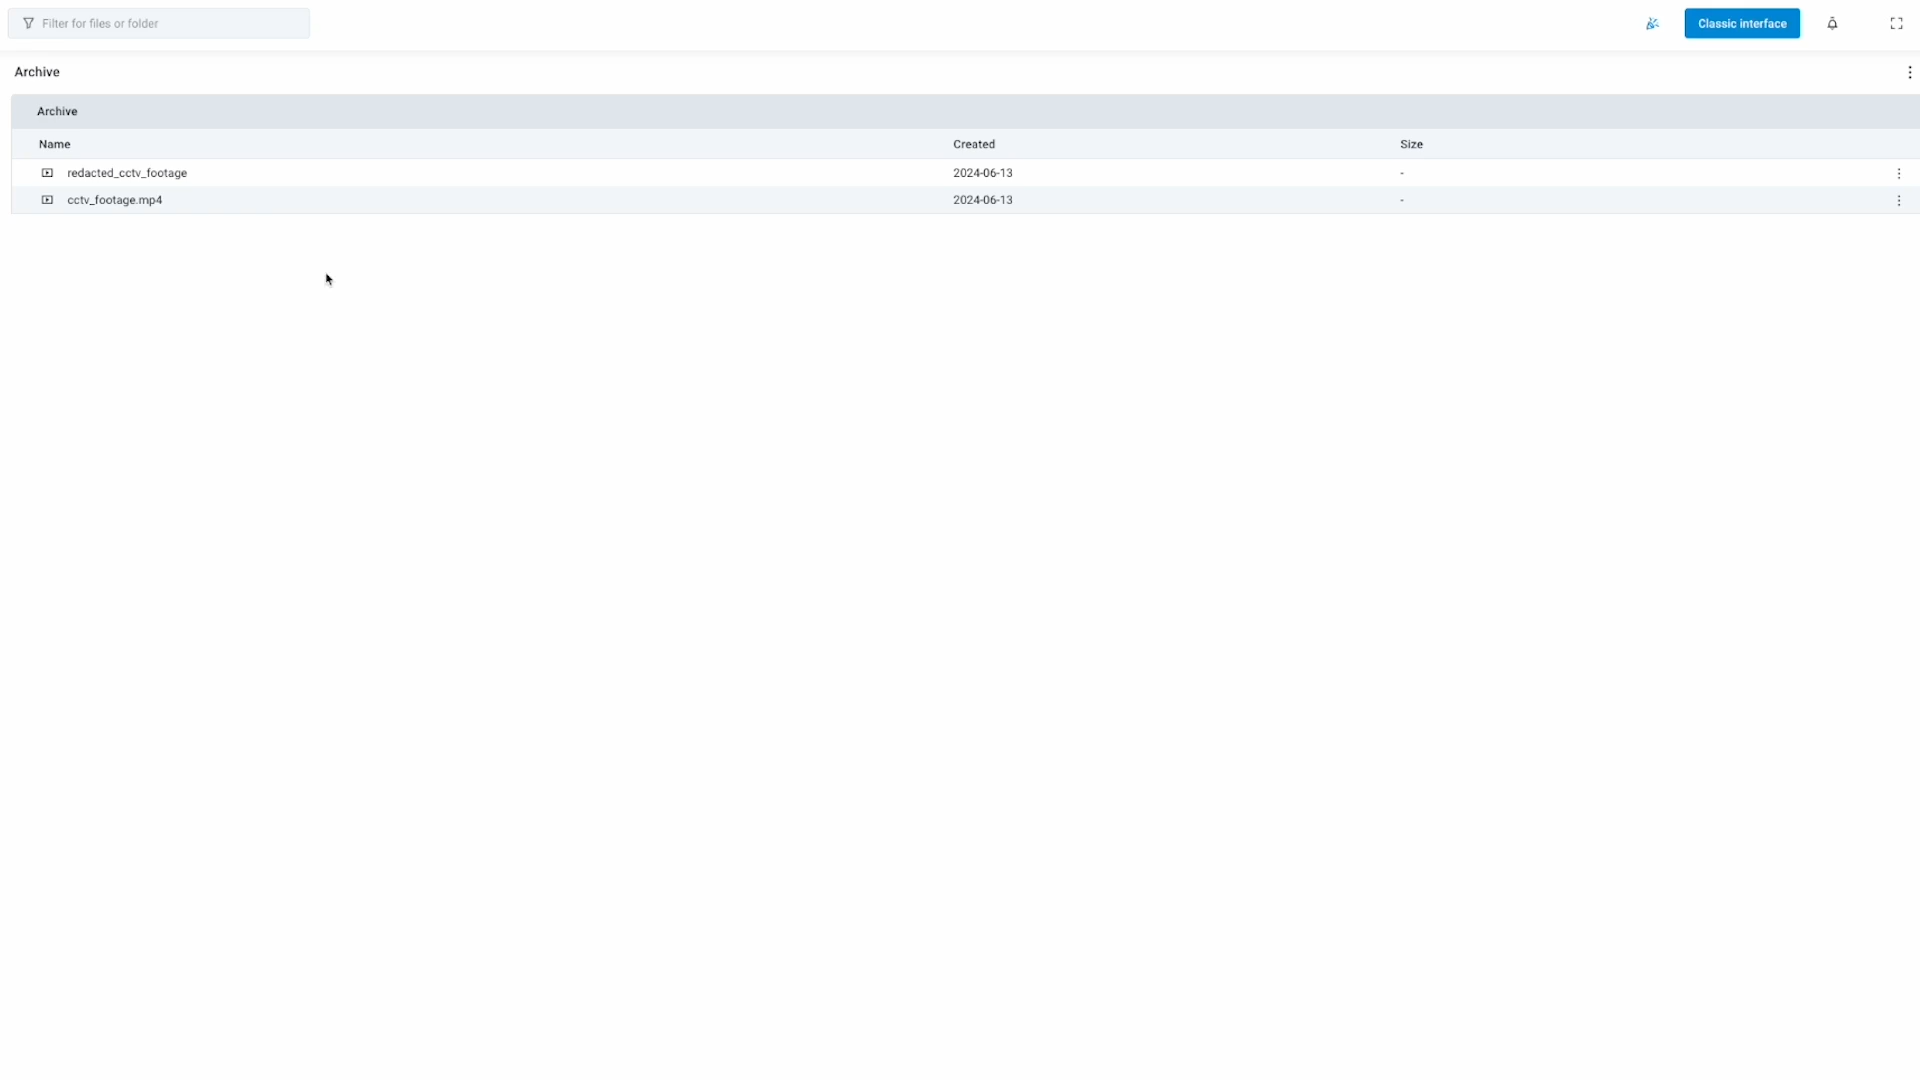 Filter for files or folder
Classic interface
Archive
Archive
Name Created Size
redacted_cctv_footage 2024-06-13 -
cctv_footage.mp4 2024-06-13 -